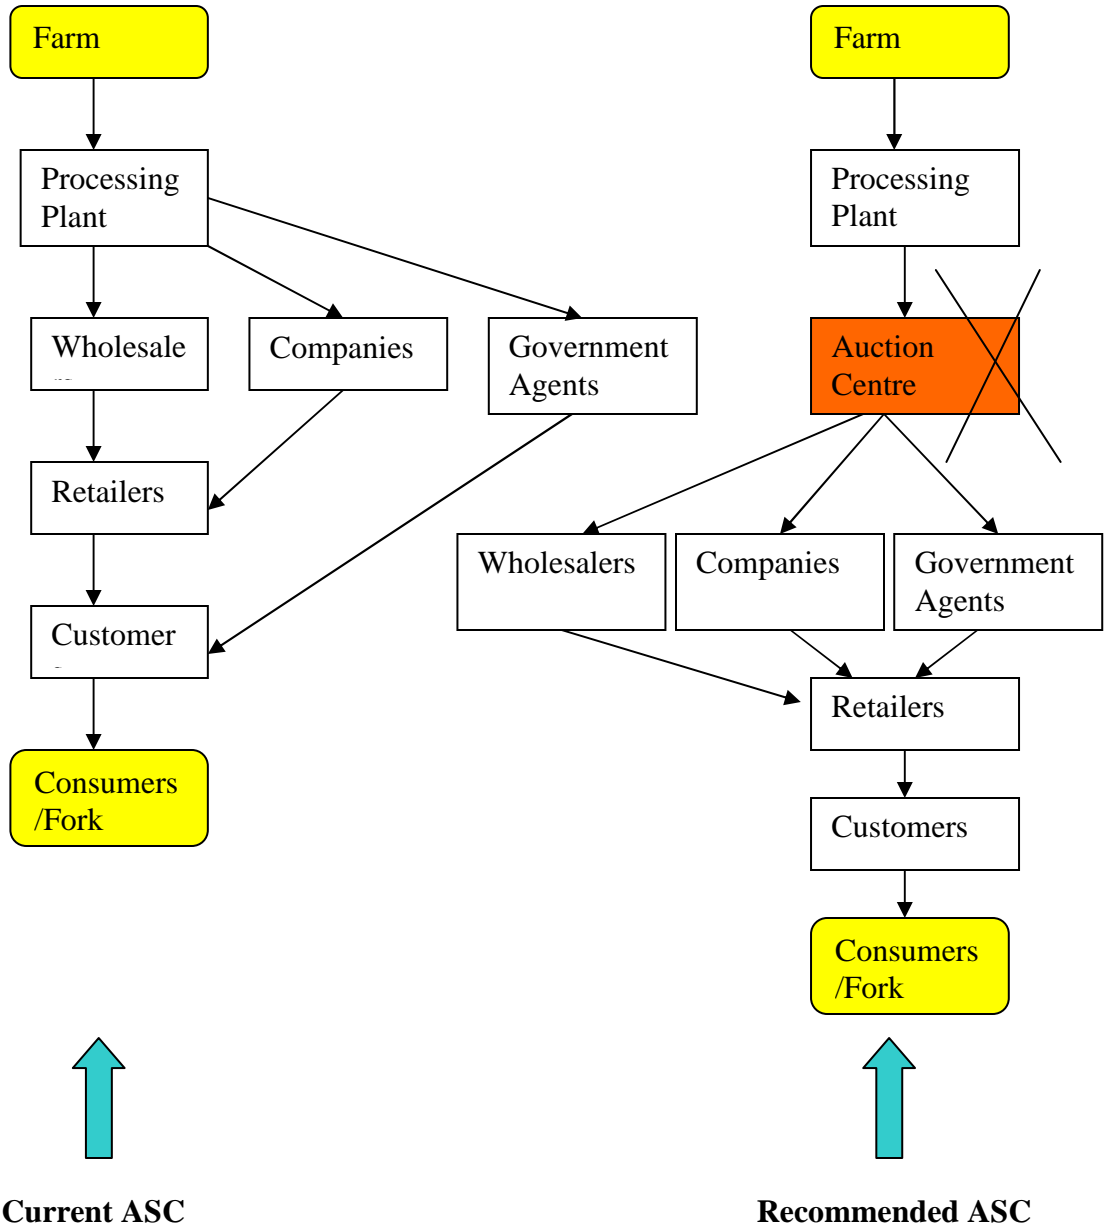 Farm
Processing
Plant
Wholesale
Companies
Government
Agents
Retailers
Customer
Consumers
/Fork
Current ASC
Farm
Processing
Plant
Auction
Centre
Wholesalers
Companies
Government
Agents
Retailers
Customers
Consumers
/Fork
Recommended ASC